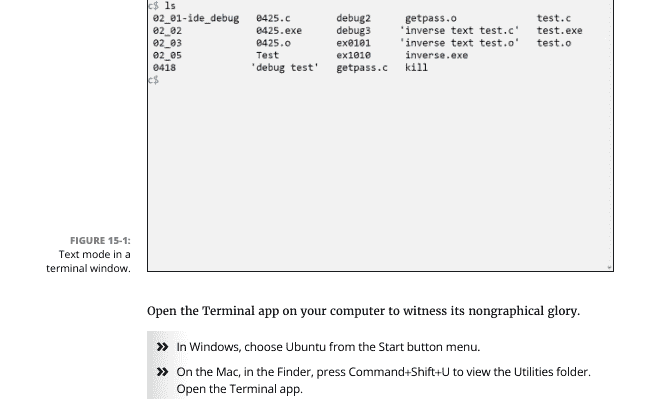 c$ ls
02_01-ide_debug 0425.c debug2 getpass.o test.c
02_02 0425.exe debug3 'inverse text test.c' test.exe
02_03 0425.o ex0101 'inverse text test.o' test.o
02_05 Test ex1010 inverse.exe
0418 'debug test' getpass.c kill
c$
FIGURE 15-1:
Text mode in a
terminal window.
Open the Terminal app on your computer to witness its nongraphical glory.
» In Windows, choose Ubuntu from the Start button menu.
» On the Mac, in the Finder, press Command+Shift+U to view the Utilities folder.
Open the Terminal app.